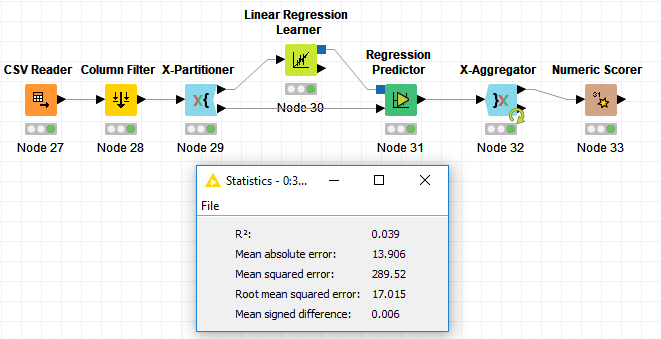 Linear Regression
Learner
CSV Reader
Column Filter
X-Partitioner
Regression
Predictor
X-Aggregator
Numeric Scorer
X{
}X
31
Node 27
Node 28
Node 29
Node 30
Node 31
Node 32
Node 33
Statistics - 0:3...
File
R²: 0.039
Mean absolute error: 13.906
Mean squared error: 289.52
Root mean squared error: 17.015
Mean signed difference: 0.006